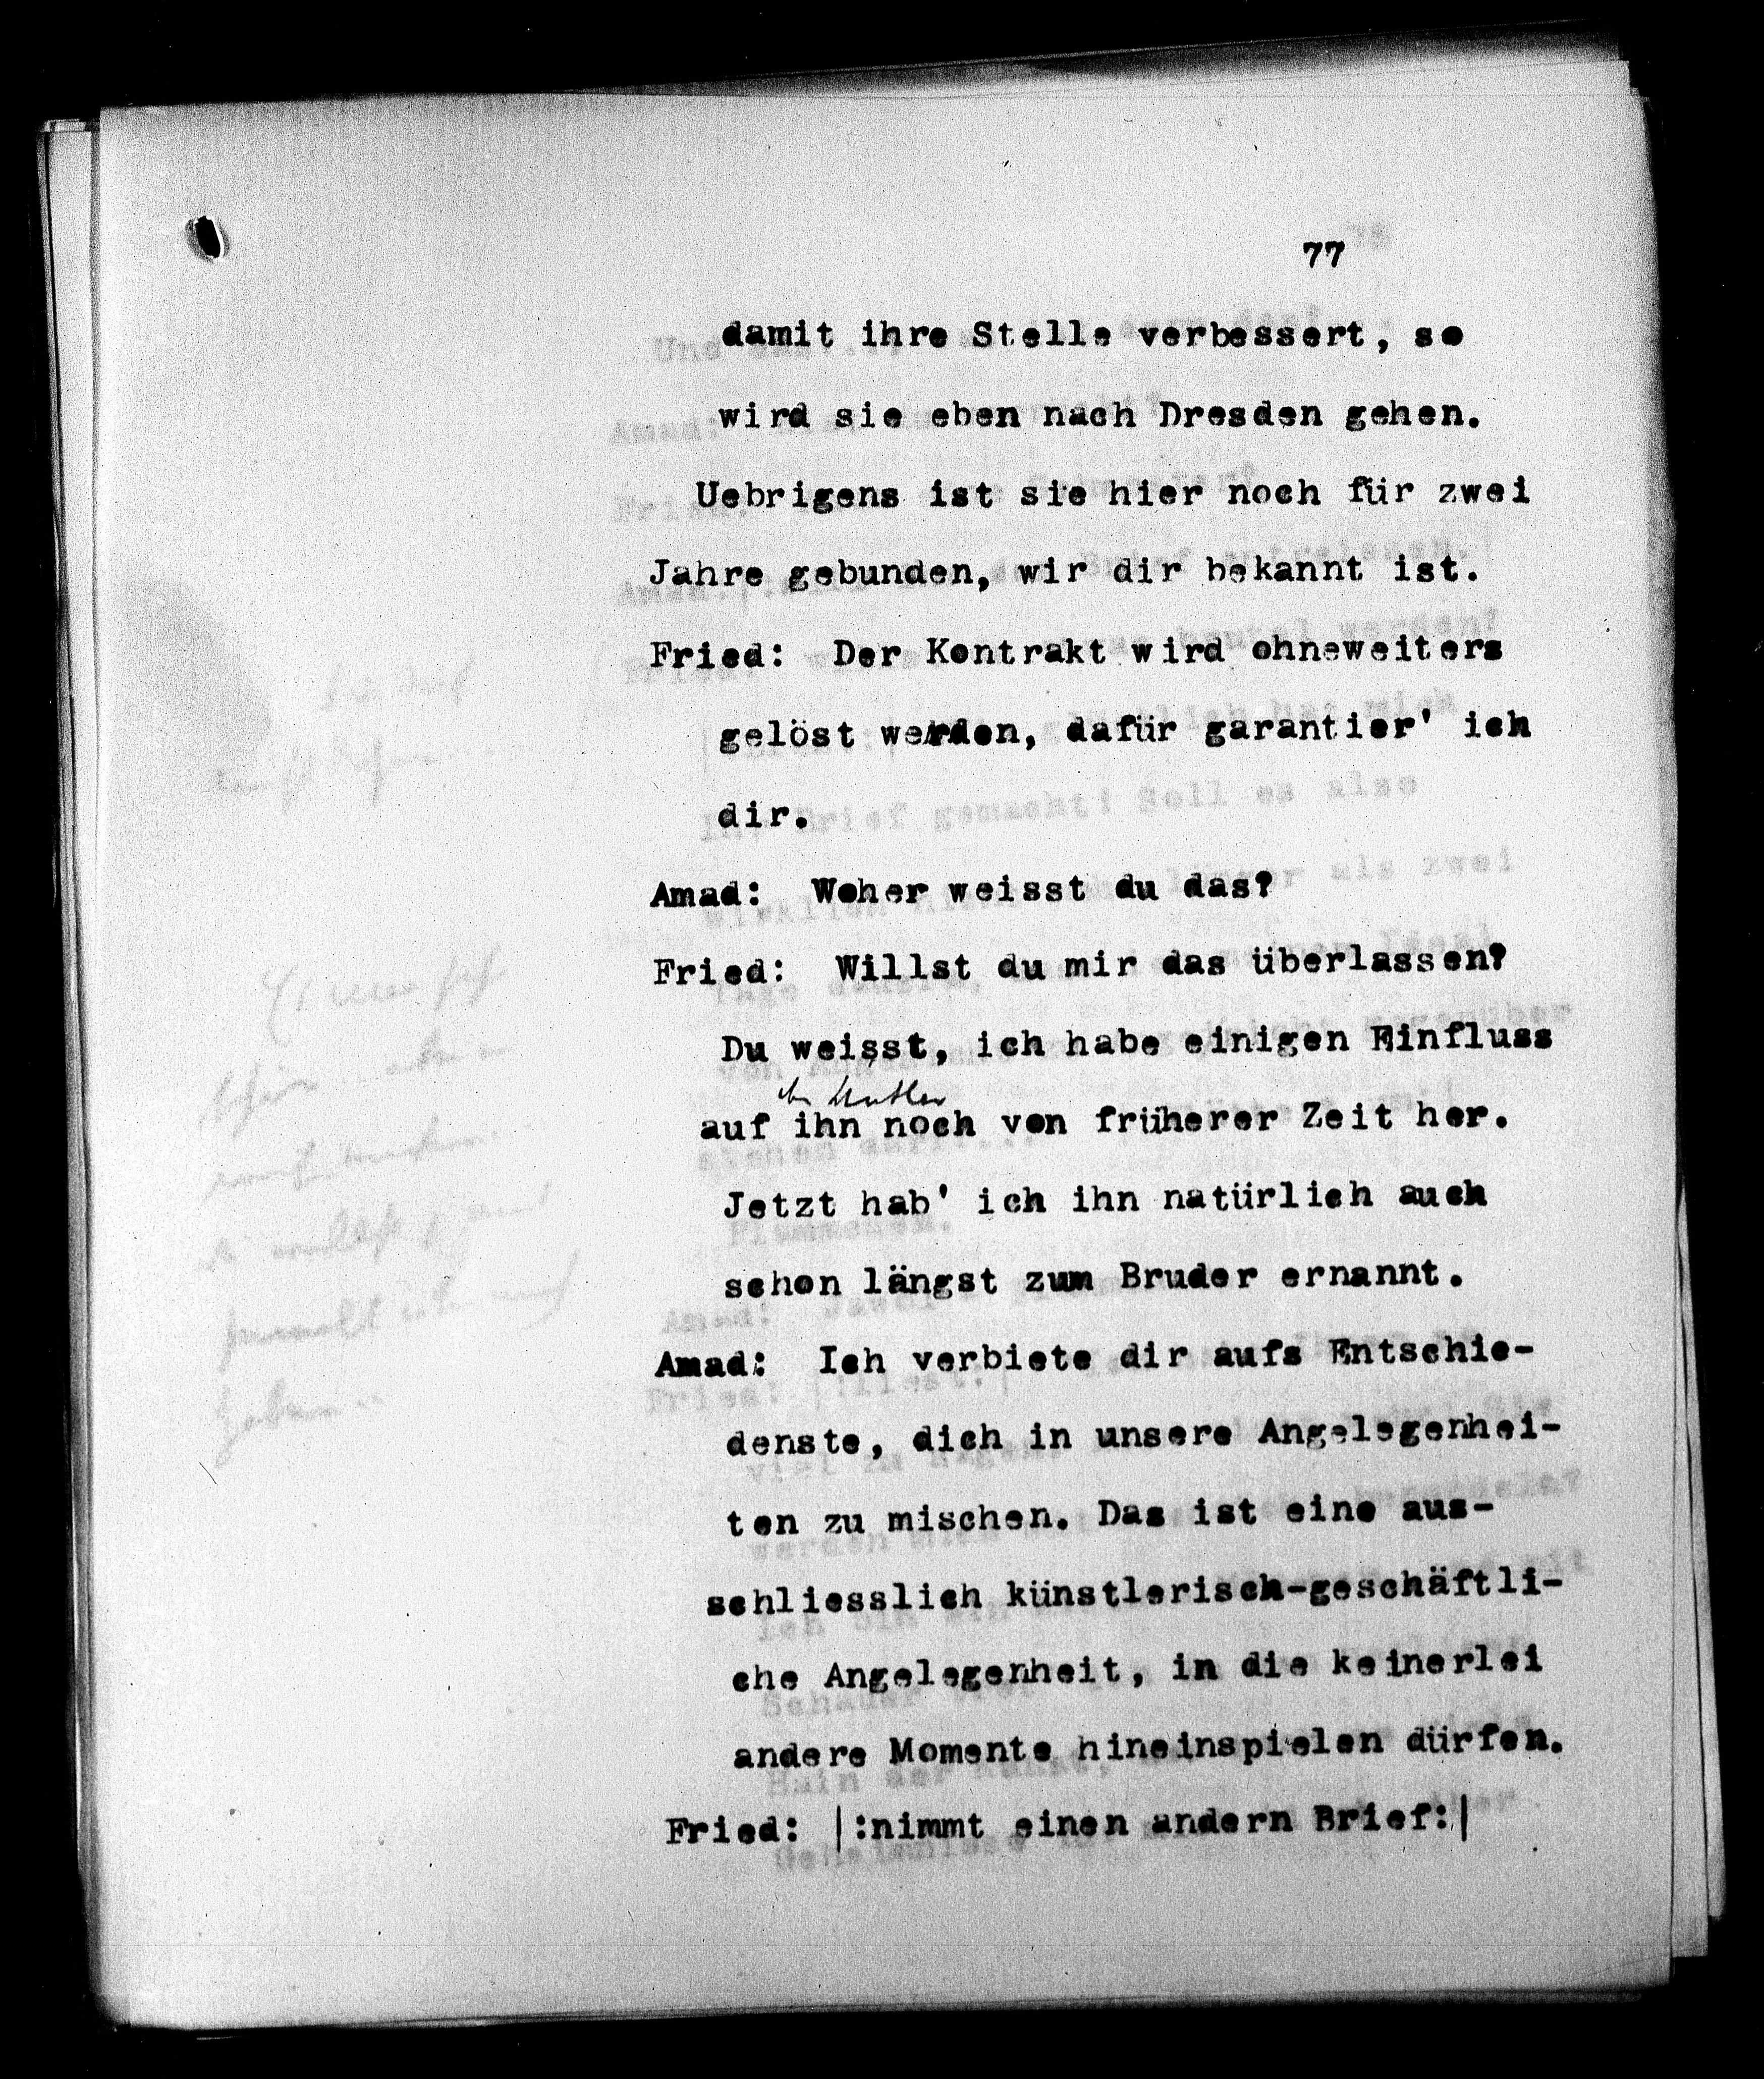 77
damit ihre Stelle verbessert, so
wird sie eben nach Dresden gehen.
Uebrigens ist sie hier noch für zwei
Jahre gebunden, wir dir bekannt ist.
Fried: Der Kontrakt wird ohneweiters
gelöst werden, dafür garantier' ich
dir.
Amad: Woher weisst du das?
Fried: Willst du mir das überlassen?
Du weisst, ich habe einigen Einfluss
auf ihn noch von früherer Zeit her.
Jetzt hab' ich ihn natürlich auch
schon längst zum Bruder ernannt.
Amad: Ich verbiete dir aufs Entschie-
denste, dich in unsere Angelegenhei-
ten zu mischen. Das ist eine aus-
schliesslich künstlerisch-geschäftli-
che Angelegenheit, in die keinerlei
andere Momente hineinspielen dürfen.
Fried: |:nimmt einen andern Brief:|